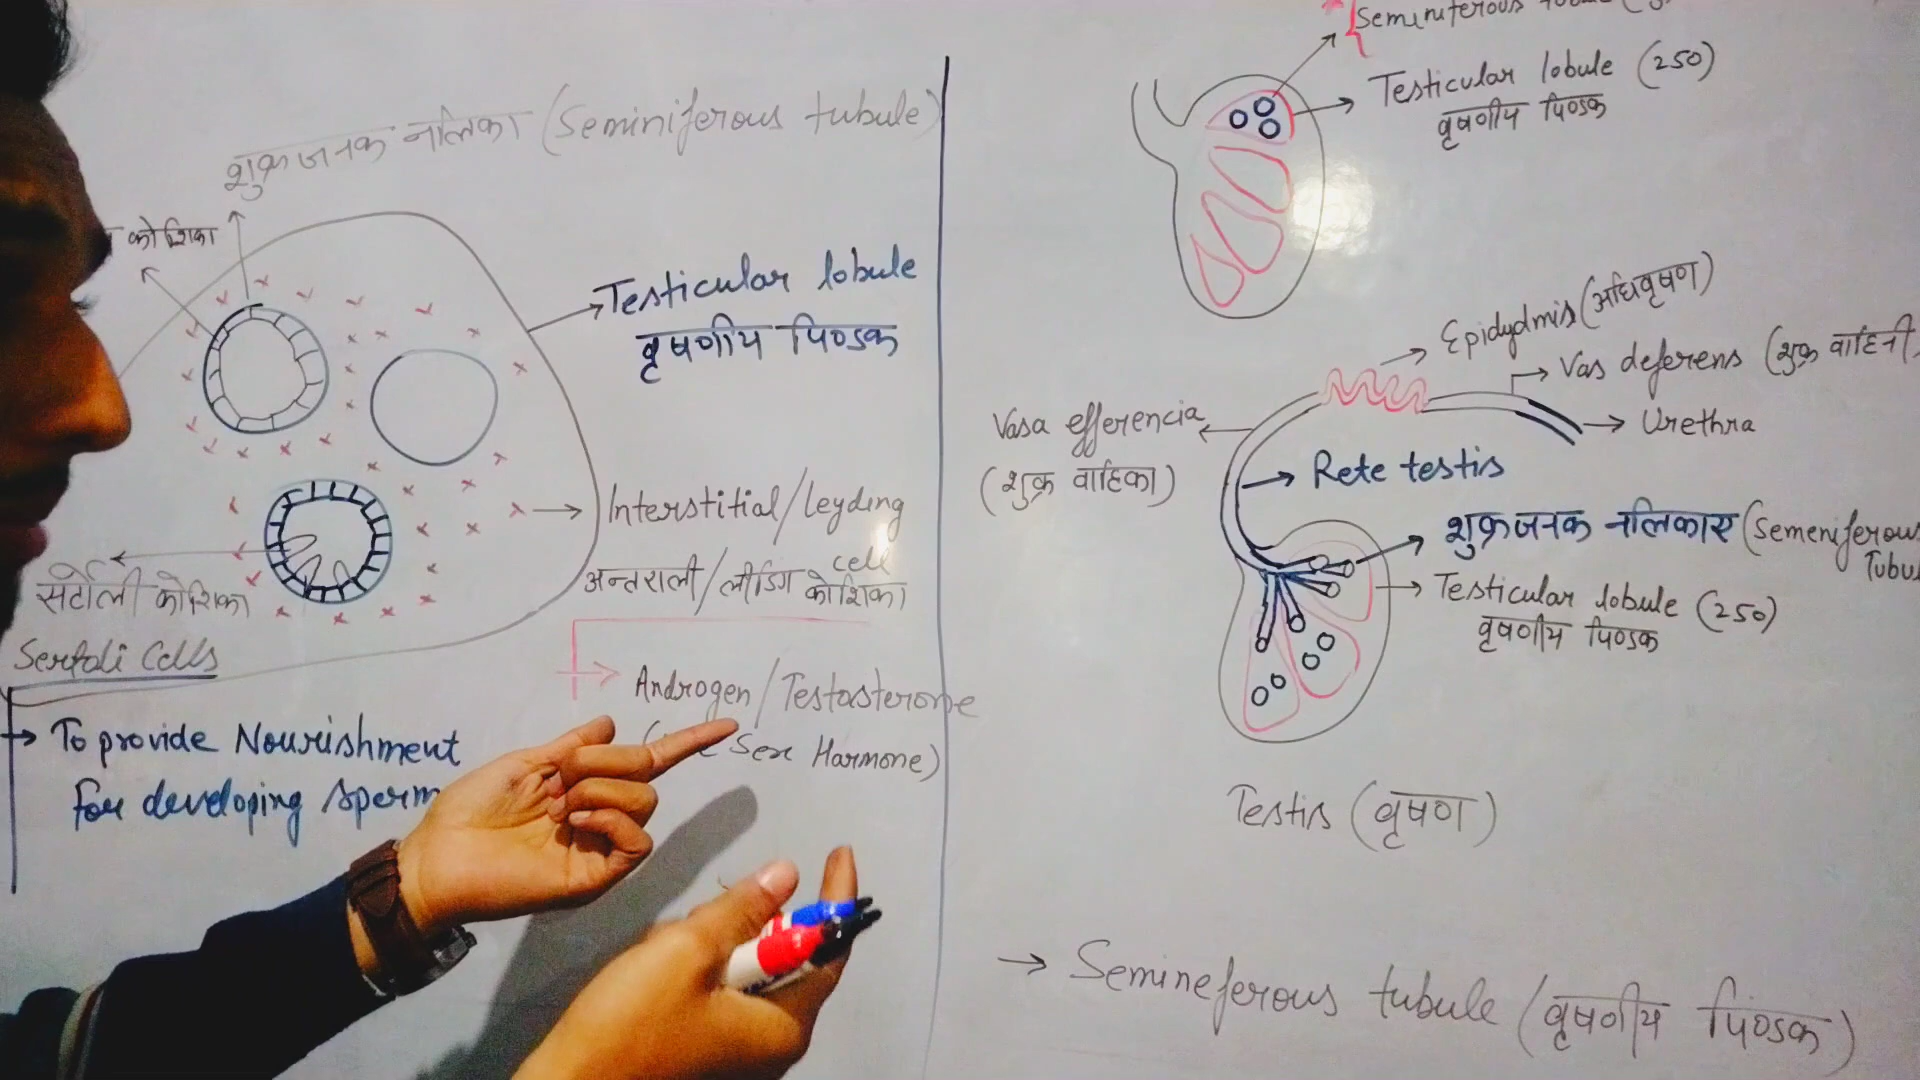 शुक्रजनक नलिका (Seminiferous tubule)
कोशिका
Testicular lobule
वृषणीय पिण्डक
Interstitial/Leyding
cell
अन्तराली/लीडिंग कोशिका
सर्टोली कोशिका
Sertoli Cells
To provide Nourishment
for developing sperm
Androgen/Testasterone
Sex Harmone)
Seminiferous
Testicular lobule (250)
वृषणीय पिण्डक
Epidydmis (अधिवृषण)
Vas deferens (शुक्र वाहिनी
Urethra
Vasa efferencia
(शुक्र वाहिका)
Rete testis
शुक्रजनक नलिकाए (Semeniferous
Tubu
Testicular lobule (250)
वृषणीय पिण्डक
Testis (वृषण)
Semineferous tubule (वृषणीय पिण्डक)